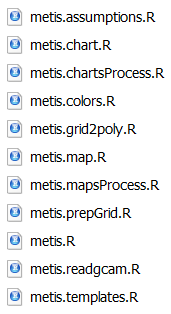 metis.assumptions.R
metis.chart.R
metis.chartsProcess.R
metis.colors.R
metis.grid2poly.R
metis.map.R
metis.mapsProcess.R
metis.prepGrid.R
metis.R
metis.readgcam.R
metis.templates.R